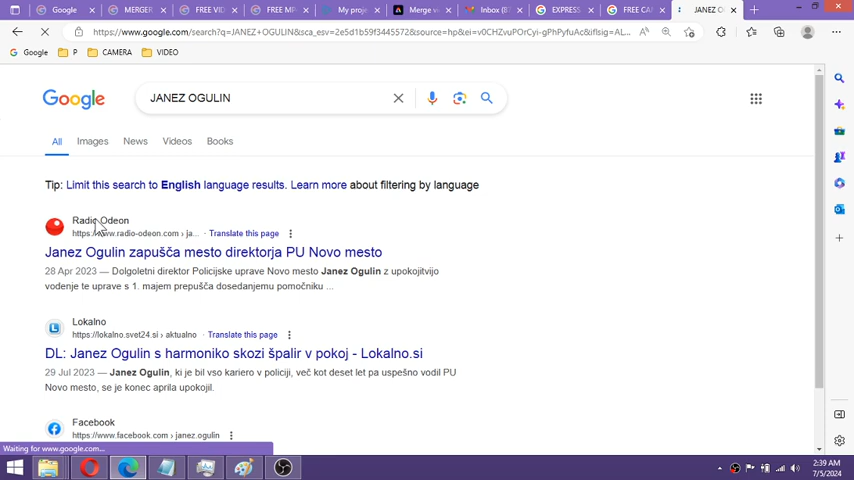 Google
MERGER
FREE VID
FREE MP
My proje
Merge v
Inbox (8
EXPRESS
FREE CA
JANEZ O
https://www.google.com/search?q=JANEZ+OGULIN&sca_esv=2e5d1b59f3445572&source=hp&ei=v0CHZvuPOrCyi-gPhPyfuAc&iflsig=AL...
Google
P
CAMERA
VIDEO
Google
JANEZ OGULIN
All
Images
News
Videos
Books
Tip: Limit this search to English language results. Learn more about filtering by language
Radio Odeon
https://www.radio-odeon.com › ja... · Translate this page
Janez Ogulin zapušča mesto direktorja PU Novo mesto
28 Apr 2023 — Dolgoletni direktor Policijske uprave Novo mesto Janez Ogulin z upokojitvijo
vodenje te uprave s 1. majem prepušča dosedanjemu pomočniku ...
Lokalno
https://lokalno.svet24.si › aktualno · Translate this page
DL: Janez Ogulin s harmoniko skozi špalir v pokoj - Lokalno.si
29 Jul 2023 — Janez Ogulin, ki je bil vso kariero v policiji, več kot deset let pa uspešno vodil PU
Novo mesto, se je konec aprila upokojil.
Facebook
https://www.facebook.com › janez.ogulin
Waiting for www.google.com...
2:39 AM
7/5/2024